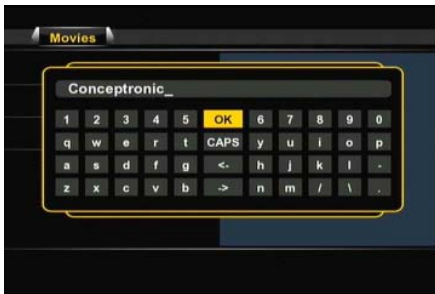 Movies
Conceptronic_
1 2 3 4 5 OK 6 7 8 9 0
q w e r t CAPS y u i o p
a s d f g <- h j k l -
z x c v b -> n m / \ .